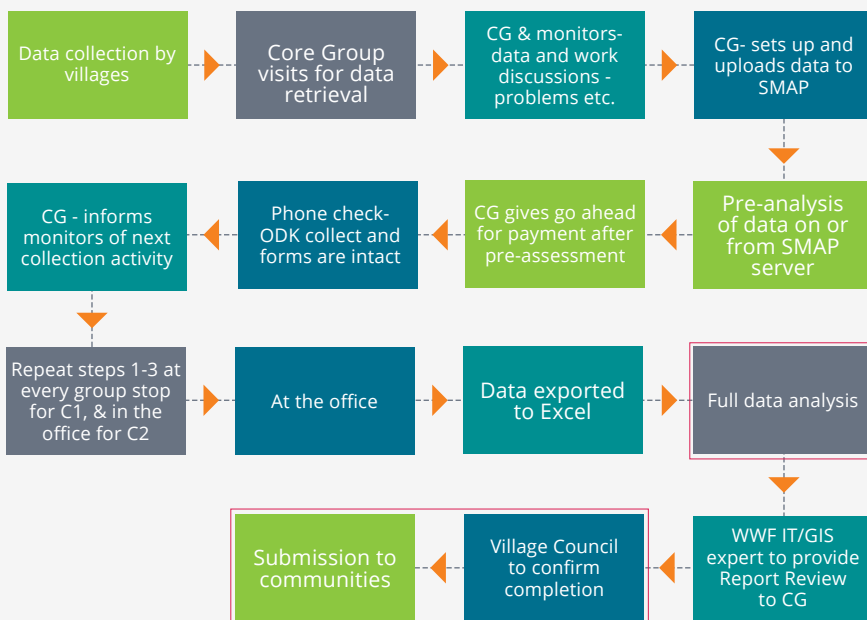 Data collection by
villages
Core Group
visits for data
retrieval
CG & monitors-
data and work
discussions -
problems etc.
CG- sets up and
uploads data to
SMAP
Pre-analysis
of data on or
from SMAP
server
CG gives go ahead
for payment after
pre-assessment
Phone check-
ODK collect and
forms are intact
CG - informs
monitors of next
collection activity
Repeat steps 1-3 at
every group stop
for C1, & in the
office for C2
At the office
Data exported
to Excel
Full data analysis
WWF IT/GIS
expert to provide
Report Review
to CG
Village Council
to confirm
completion
Submission to
communities